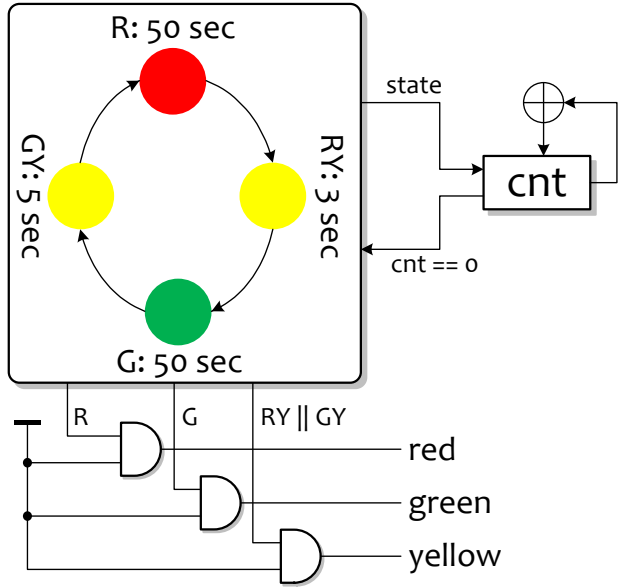 R: 50 sec
GY: 5 sec
RY: 3 sec
G: 50 sec
state
cnt
cnt == 0
R
G
RY || GY
red
green
yellow